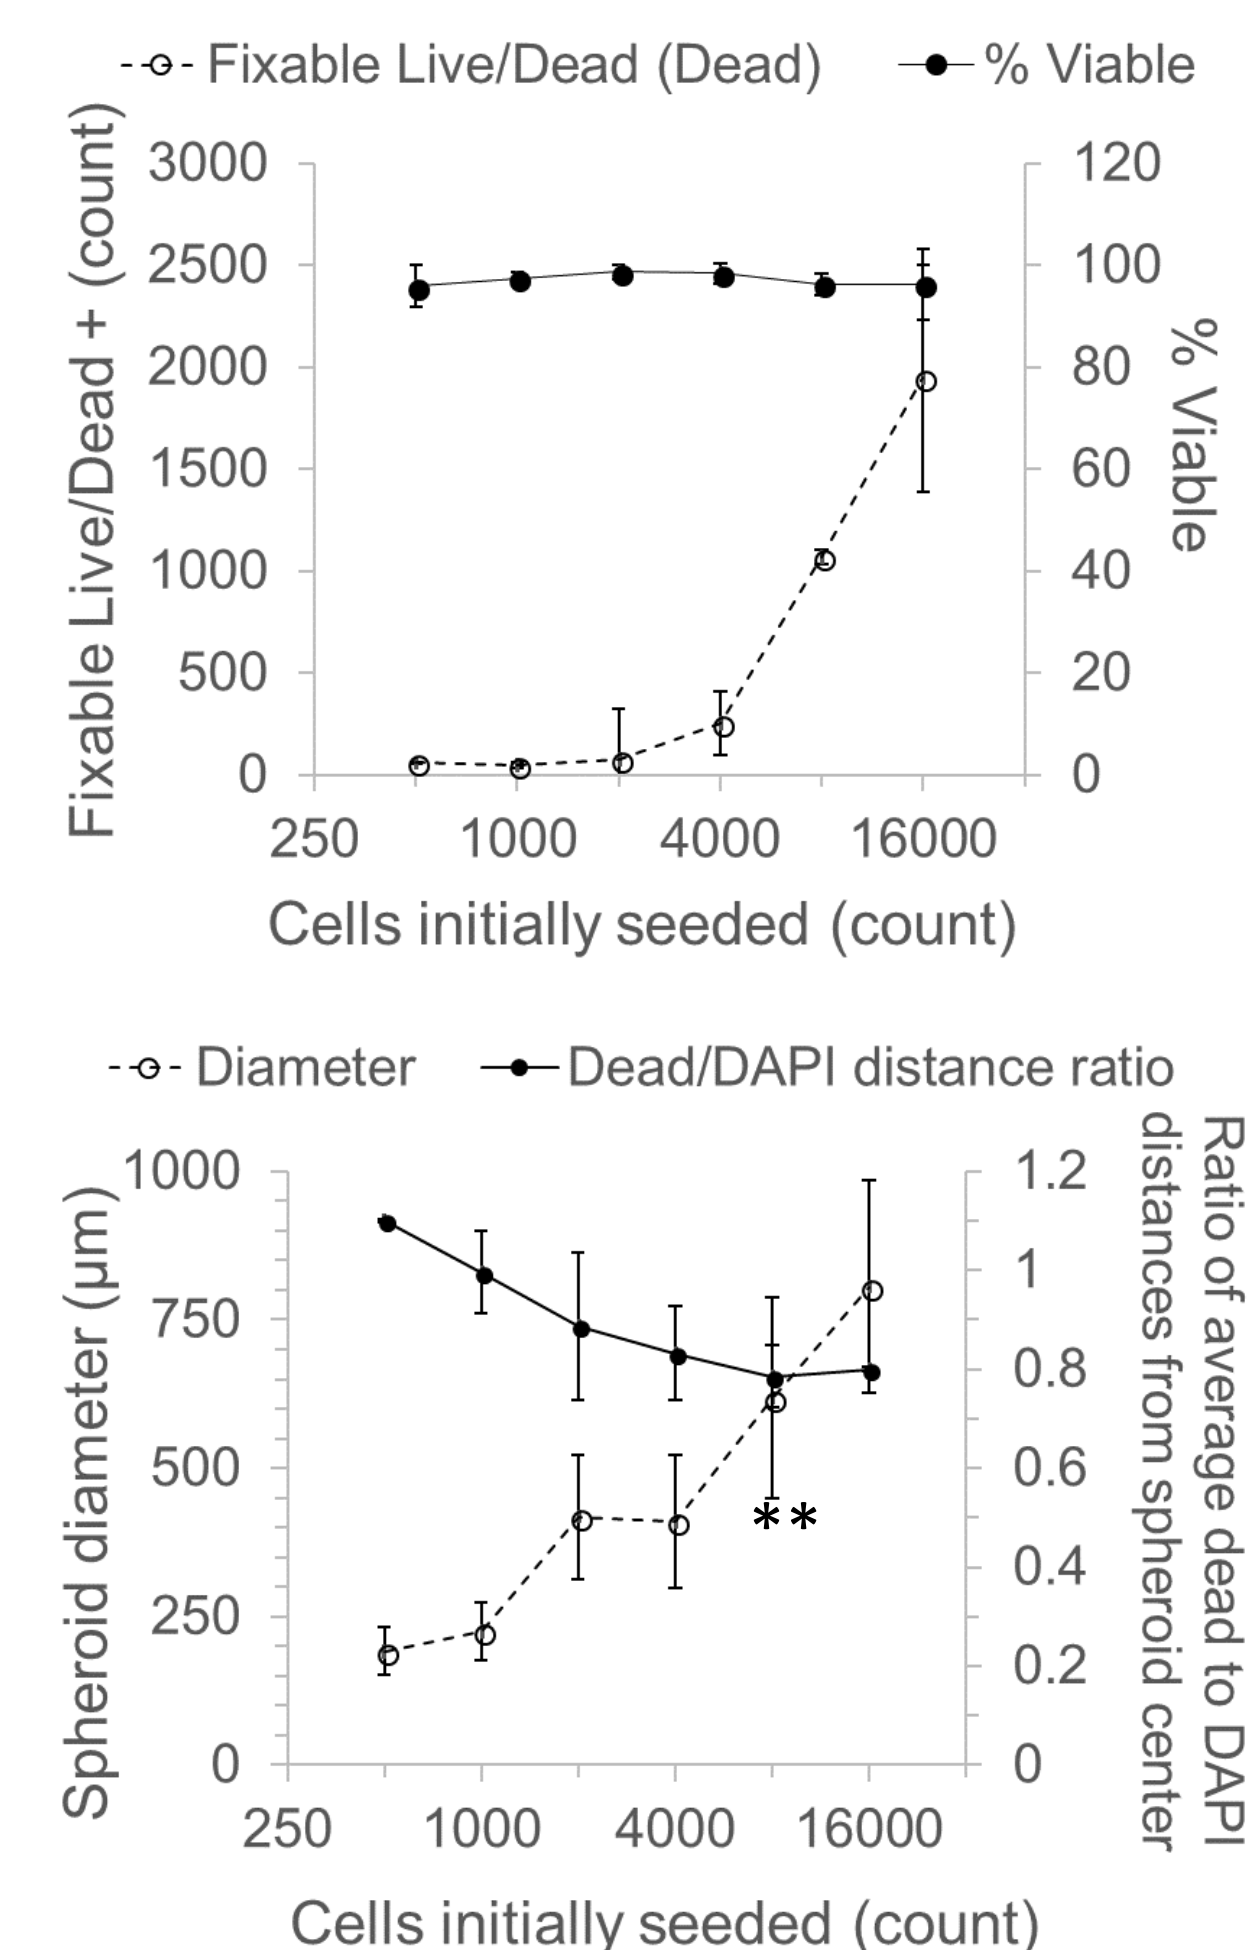 Fixable Live/Dead (Dead) % Viable
Fixable Live/Dead + (count)
3000
2500
2000
1500
1000
500
0
120
100
80
60
40
20
0
% Viable
250 1000 4000 16000
Cells initially seeded (count)
Diameter Dead/DAPI distance ratio
Spheroid diameter (µm)
1000
750
500
250
0
1.2
1
0.8
0.6
0.4
0.2
0
Ratio of average dead to DAPI
distances from spheroid center
**
250 1000 4000 16000
Cells initially seeded (count)